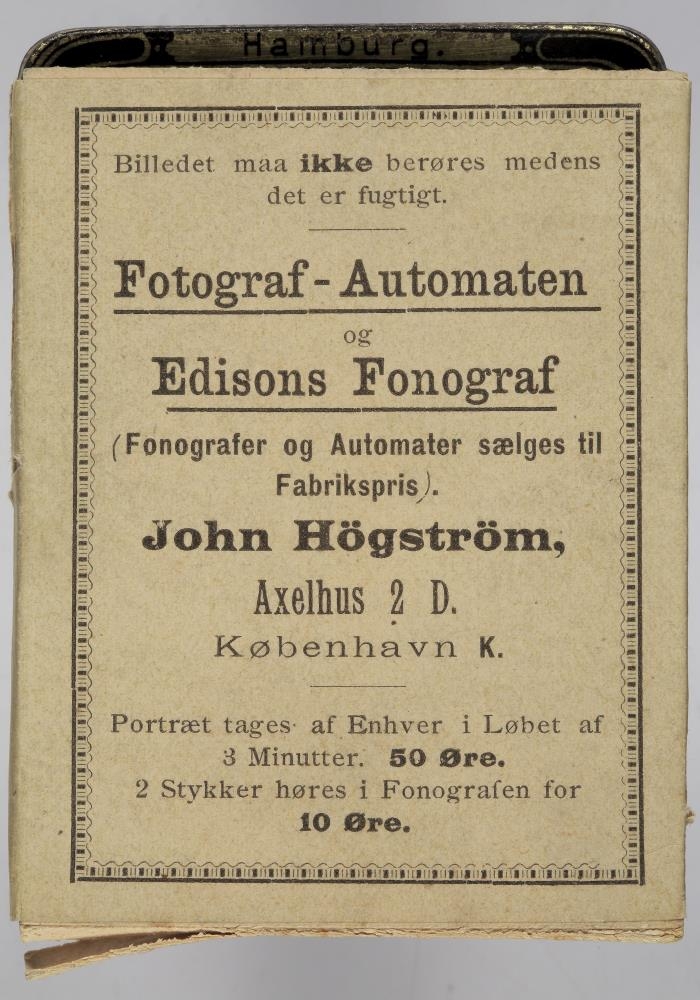 Hamburg.
Billedet maa ikke berøres medens
det er fugtigt.
Fotograf-Automaten
og
Edisons Fonograf
(Fonografer og Automater sælges til
Fabrikspris).
John Högström,
Axelhus 2 D.
København K.
Portræt tages af Enhver i Løbet af
3 Minutter. 50 Øre.
2 Stykker høres i Fonografen for
10 Øre.